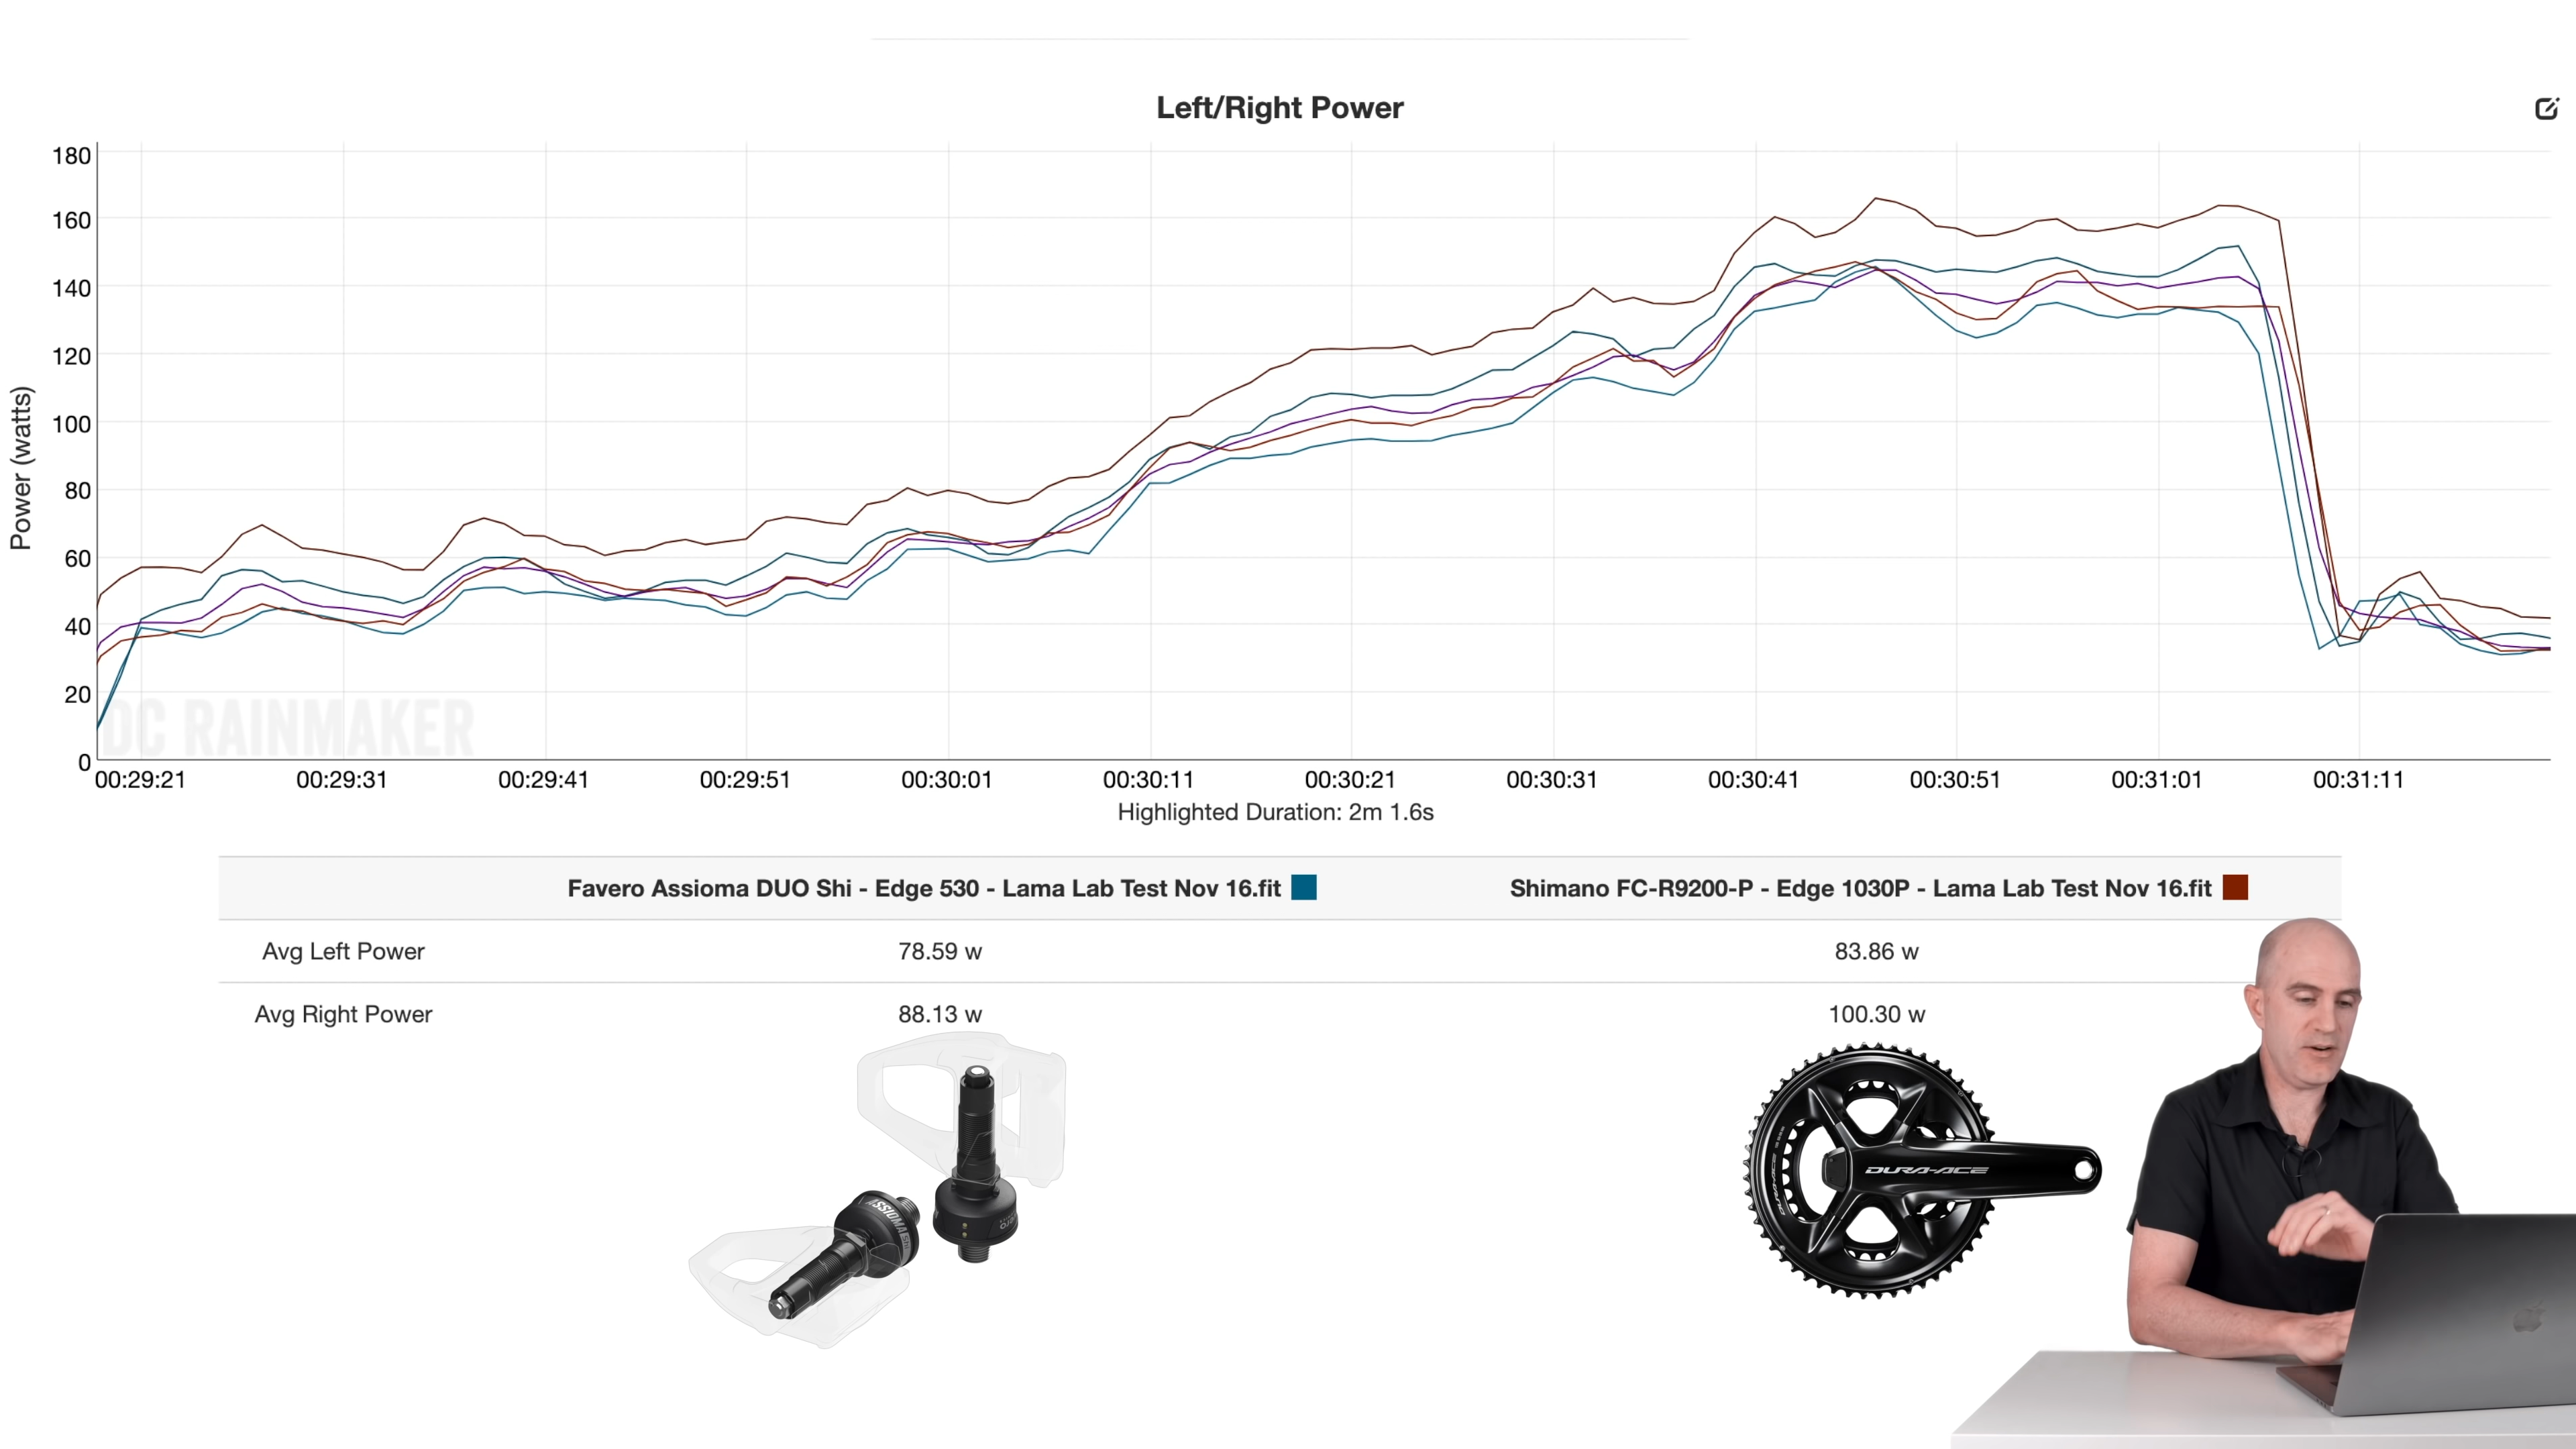 Left/Right Power
Power (watts)
180
160
140
120
100
80
60
40
20
0
DC RAINMAKER
00:29:21 00:29:31 00:29:41 00:29:51 00:30:01 00:30:11 00:30:21 00:30:31 00:30:41 00:30:51 00:31:01 00:31:11
Highlighted Duration: 2m 1.6s
Favero Assioma DUO Shi - Edge 530 - Lama Lab Test Nov 16.fit Shimano FC-R9200-P - Edge 1030P - Lama Lab Test Nov 16.fit
Avg Left Power 78.59 w 83.86 w
Avg Right Power 88.13 w 100.30 w
ASSIOMA
DURA-ACE